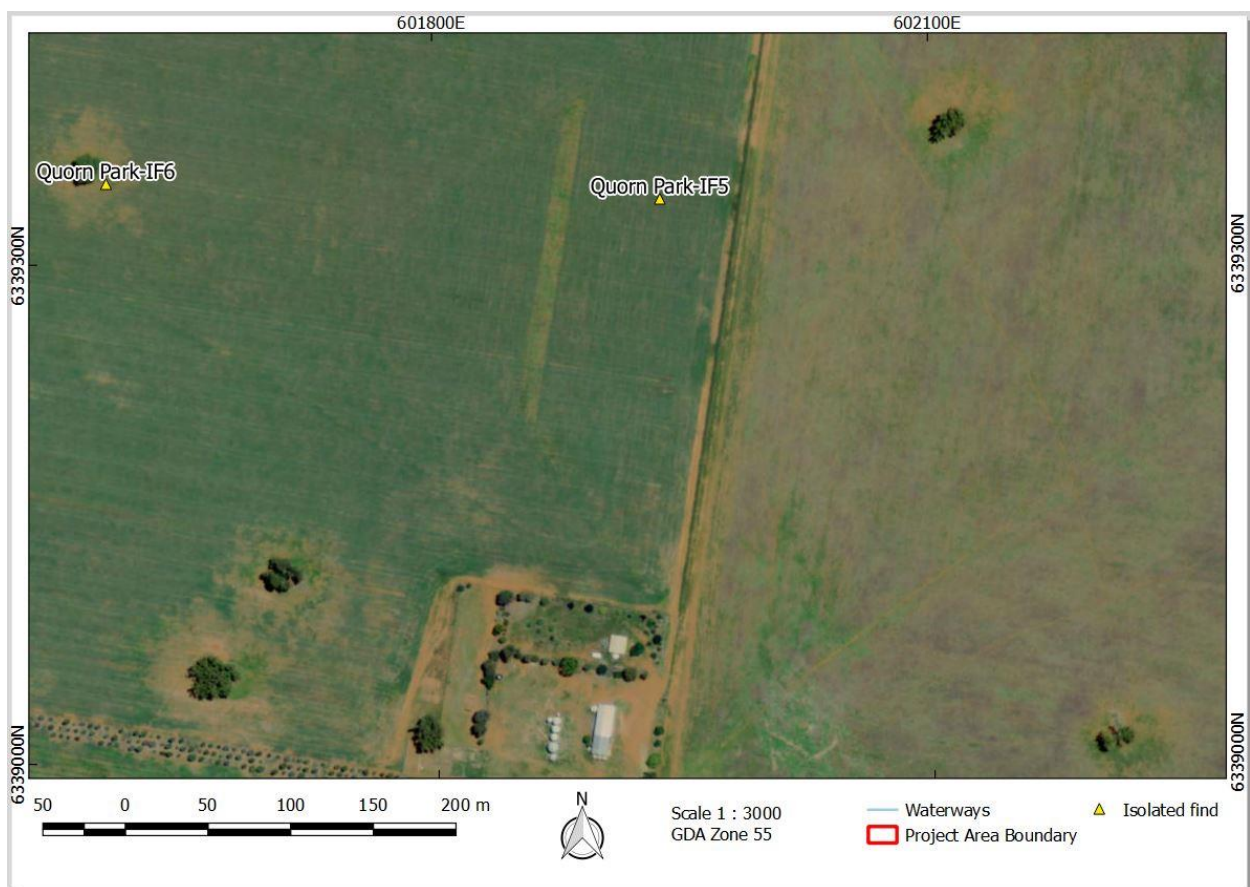 601800E 602100E
Quorn Park-IF6
Quorn Park-IF5
6339300N 6339300N
6339000N 6339000N
50 0 50 100 150 200 m
N
Scale 1 : 3000
GDA Zone 55
Waterways
Project Area Boundary
Isolated find